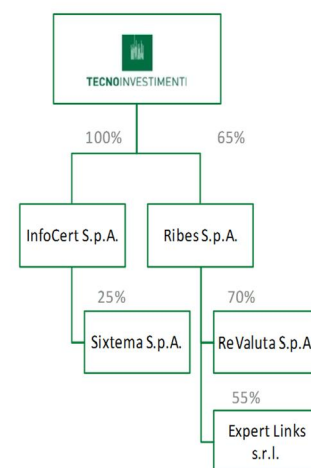 TECNOINVESTIMENTI
100% 65%
InfoCert S.p.A. Ribes S.p.A.
25% 70%
Sixtema S.p.A. ReValuta S.p.A
55%
Expert Links
s.r.l.